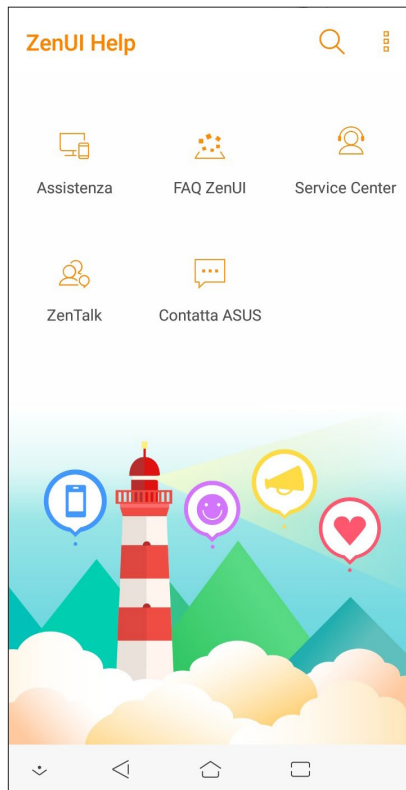 ZenUI Help
Assistenza
FAQ ZenUI
Service Center
ZenTalk
Contatta ASUS